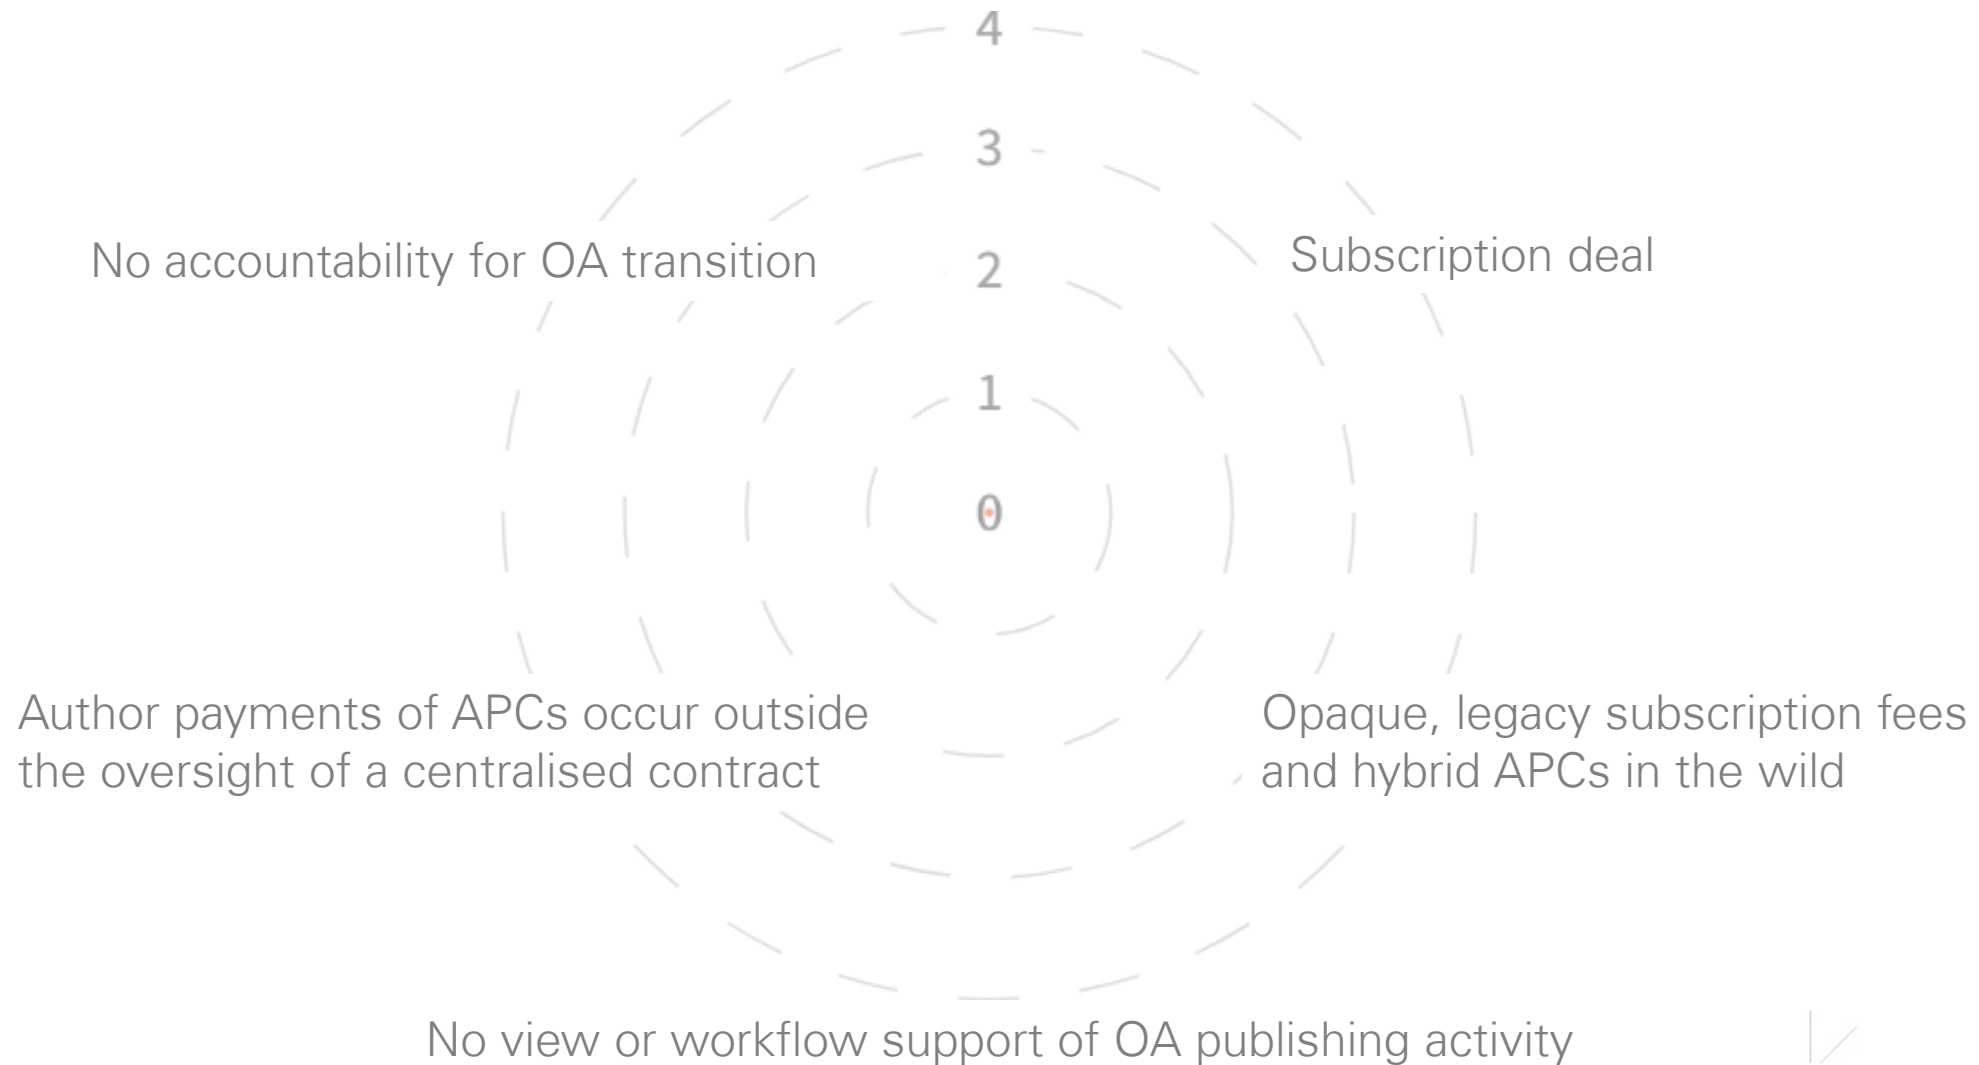 4
3
No accountability for OA transition
Subscription deal
2
1
0
Author payments of APCs occur outside
the oversight of a centralised contract
Opaque, legacy subscription fees
and hybrid APCs in the wild
No view or workflow support of OA publishing activity